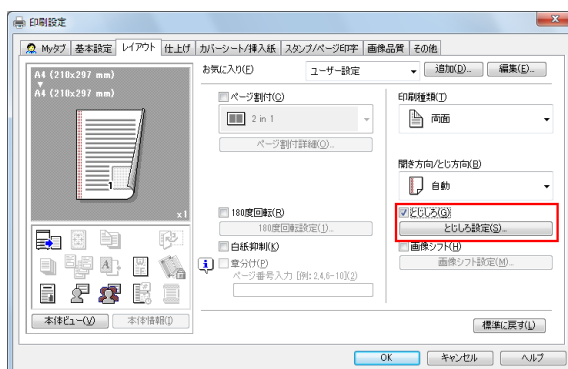 印刷設定
Myタブ 基本設定 レイアウト 仕上げ カバーシート/挿入紙 スタンプ/ページ印字 画像品質 その他
A4 (210x297 mm)
A4 (210x297 mm)
1
x1
本体ビュー(V) 本体情報(I)
お気に入り(F) ユーザー設定 追加(D)... 編集(E)...
ページ割付(C)
2 in 1
ページ割付詳細(O)...
180度回転(R)
180度回転設定(1)...
白紙抑制(K)
章分け(P)
ページ番号入力 [例: 2,4,6-10](2)
印刷種類(T)
両面
開き方向/とじ方向(B)
自動
とじしろ(G)
とじしろ設定(S)...
画像シフト(H)
画像シフト設定(M)...
標準に戻す(L)
OK キャンセル ヘルプ